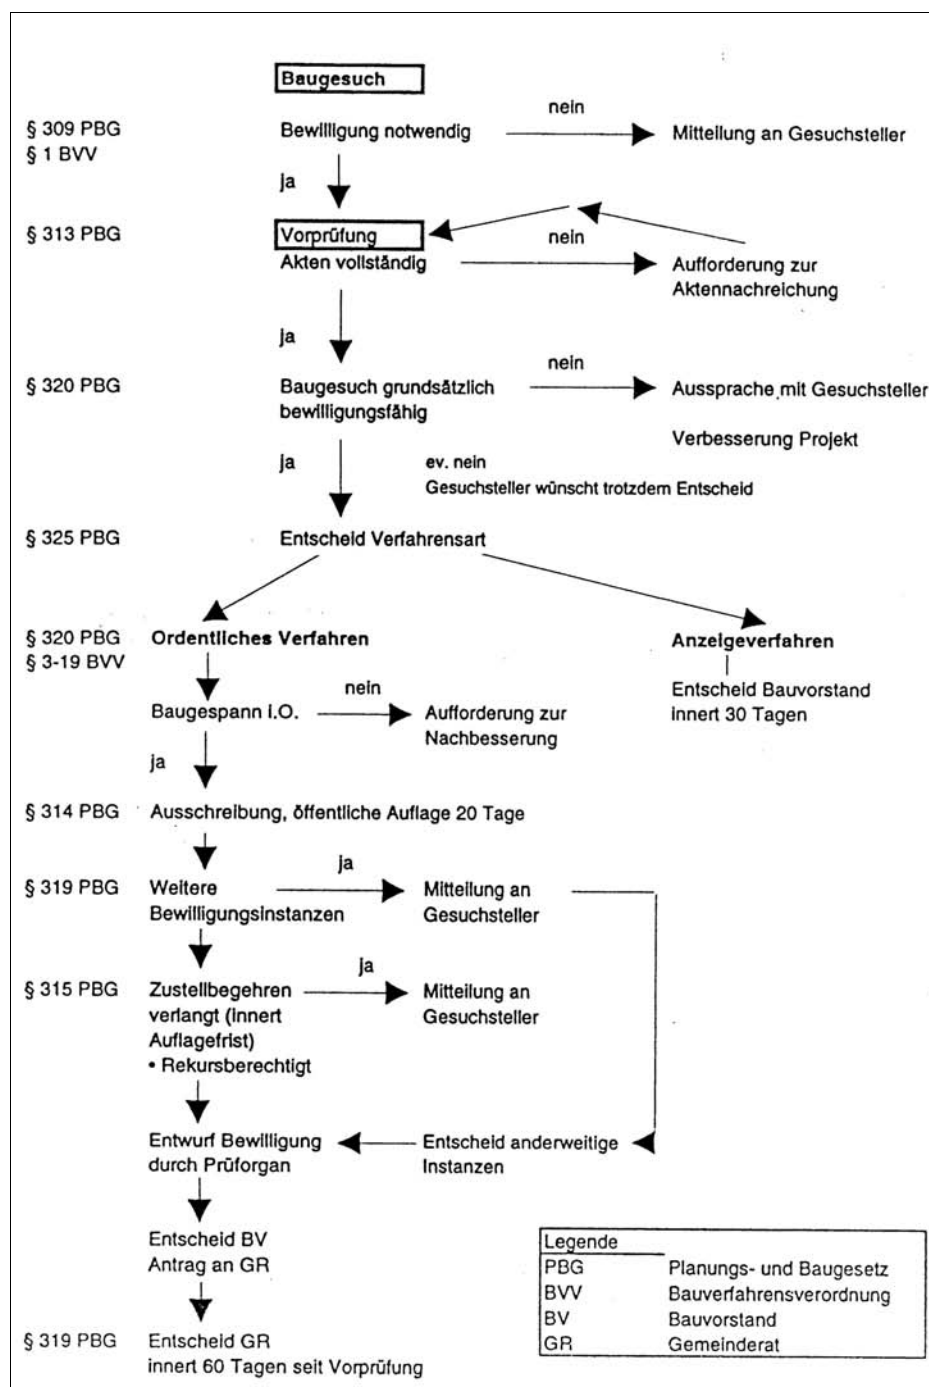 Baugesuch
nein
§ 309 PBG Bewilligung notwendig Mitteilung an Gesuchsteller
§ 1 BVV
ja
§ 313 PBG Vorprüfung nein
Akten vollständig Aufforderung zur
Aktennachreichung
ja
nein
§ 320 PBG Baugesuch grundsätzlich Aussprache mit Gesuchsteller
bewilligungsfähig
Verbesserung Projekt
ja ev. nein
Gesuchsteller wünscht trotzdem Entscheid
§ 325 PBG Entscheid Verfahrensart
§ 320 PBG Ordentliches Verfahren Anzeigeverfahren
§ 3-19 BVV
Entscheid Bauvorstand
innert 30 Tagen
nein
Baugespann i.O. Aufforderung zur
Nachbesserung
ja
§ 314 PBG Ausschreibung, öffentliche Auflage 20 Tage
ja
§ 319 PBG Weitere Mitteilung an
Bewilligungsinstanzen Gesuchsteller
ja
§ 315 PBG Zustellbegehren Mitteilung an
verlangt (innert Gesuchsteller
Auflagefrist)
• Rekursberechtigt
Entwurf Bewilligung Entscheid anderweitige
durch Prüforgan Instanzen
Entscheid BV
Antrag an GR
§ 319 PBG Entscheid GR
innert 60 Tagen seit Vorprüfung
Legende
PBG Planungs- und Baugesetz
BVV Bauverfahrensverordnung
BV Bauvorstand
GR Gemeinderat